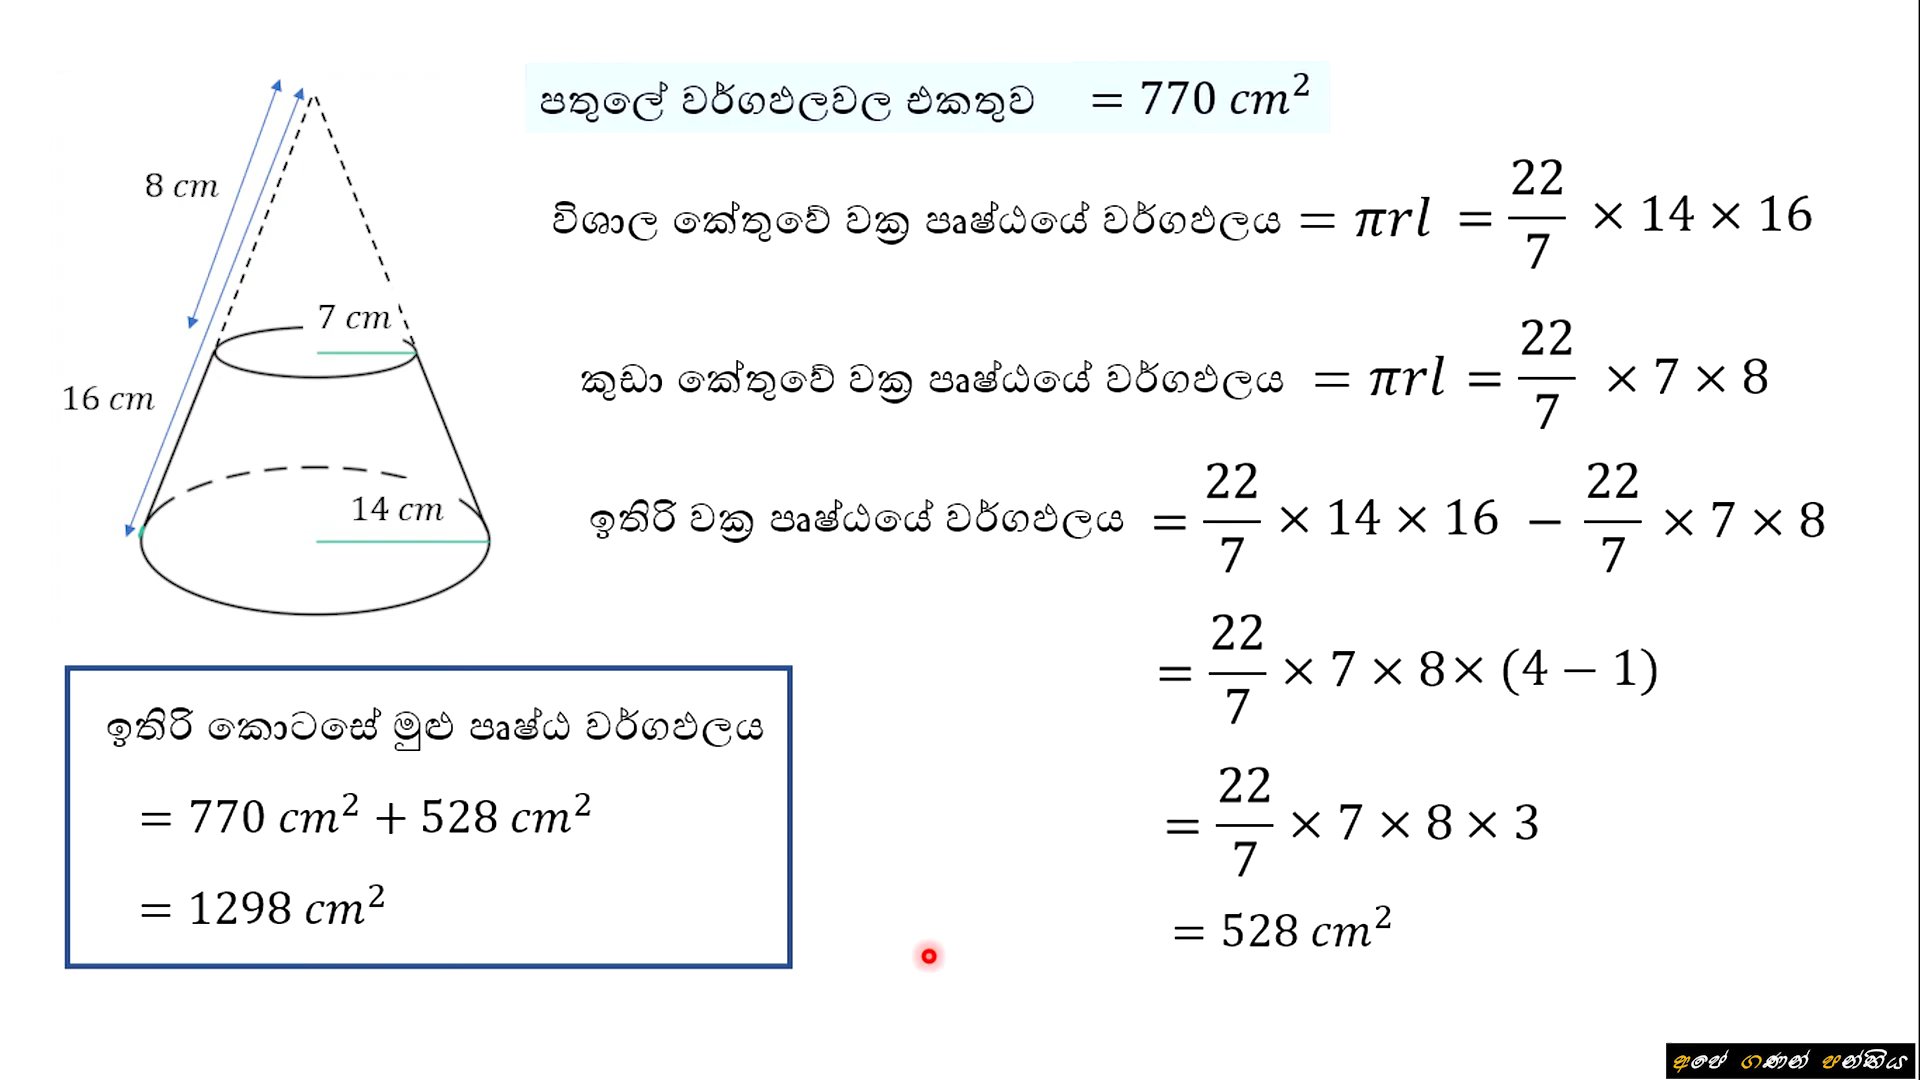 පතුලේ වර්ගඵලවල එකතුව = 770 cm²
විශාල කේතුවේ වක්‍ර පෘෂ්ඨයේ වර්ගඵලය = πrl = 22/7 × 14 × 16
කුඩා කේතුවේ වක්‍ර පෘෂ්ඨයේ වර්ගඵලය = πrl = 22/7 × 7 × 8
ඉතිරි වක්‍ර පෘෂ්ඨයේ වර්ගඵලය = 22/7 × 14 × 16 − 22/7 × 7 × 8
= 22/7 × 7 × 8 × (4 − 1)
= 22/7 × 7 × 8 × 3
= 528 cm²
8 cm
7 cm
16 cm
14 cm
ඉතිරි කොටසේ මුළු පෘෂ්ඨ වර්ගඵලය
= 770 cm² + 528 cm²
= 1298 cm²
අපේ ගණන් පන්තිය